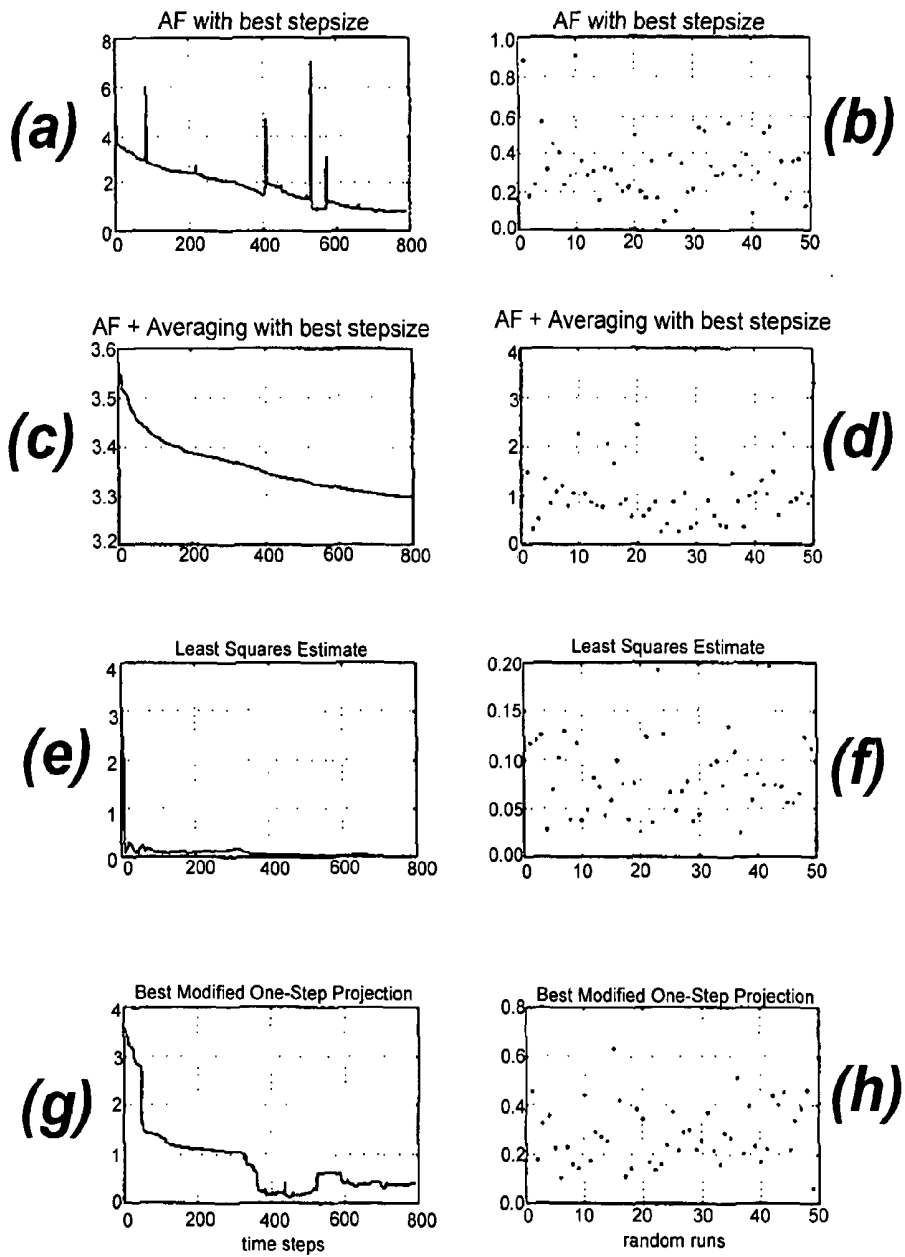 AF with best stepsize
8
6
4
2
0
0 200 400 600 800
(a)
AF with best stepsize
1.0
0.8
0.6
0.4
0.2
0.0
0 10 20 30 40 50
(b)
AF + Averaging with best stepsize
3.6
3.5
3.4
3.3
3.2
0 200 400 600 800
(c)
AF + Averaging with best stepsize
4
3
2
1
0
0 10 20 30 40 50
(d)
Least Squares Estimate
4
3
2
1
0
0 200 400 600 800
(e)
Least Squares Estimate
0.20
0.15
0.10
0.05
0.00
0 10 20 30 40 50
(f)
Best Modified One-Step Projection
4
3
2
1
0
0 200 400 600 800
time steps
(g)
Best Modified One-Step Projection
0.8
0.6
0.4
0.2
0.0
0 10 20 30 40 50
random runs
(h)